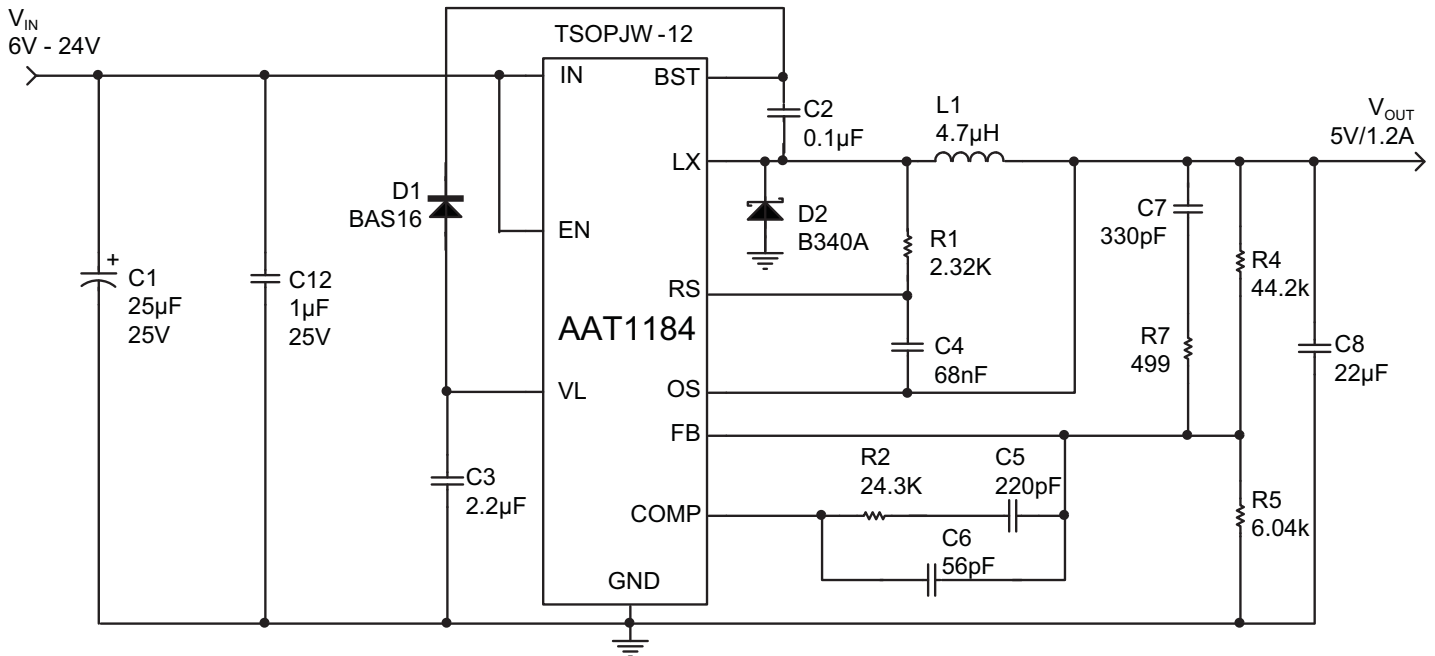 V_IN
6V - 24V
TSOPJW -12
IN
BST
C2
0.1µF
L1
4.7µH
V_OUT
5V/1.2A
LX
D1
BAS16
EN
D2
B340A
R1
2.32K
C7
330pF
R4
44.2k
C1
25µF
25V
+
C12
1µF
25V
RS
AAT1184
C4
68nF
R7
499
C8
22µF
VL
OS
FB
C3
2.2µF
R2
24.3K
C5
220pF
COMP
C6
56pF
R5
6.04k
GND